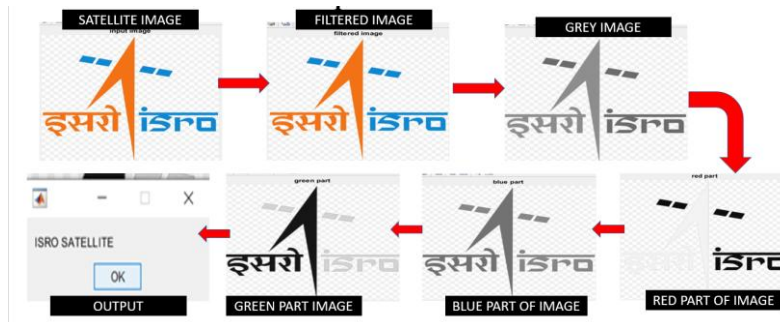 SATELLITE IMAGE
input image
इसरो isro
FILTERED IMAGE
filtered image
इसरो isro
GREY IMAGE
इसरो isro
red part
isro
RED PART OF IMAGE
blue part
इसरो isro
BLUE PART OF IMAGE
green part
इसरो isro
GREEN PART IMAGE
ISRO SATELLITE
OK
OUTPUT